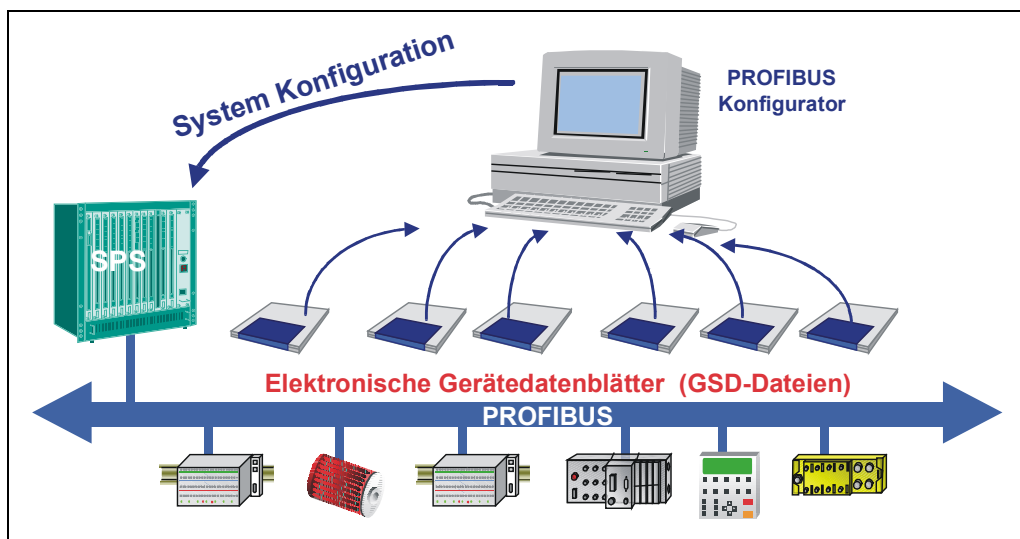 System Konfiguration
PROFIBUS
Konfigurator
SPS
Elektronische Gerätedatenblätter (GSD-Dateien)
PROFIBUS